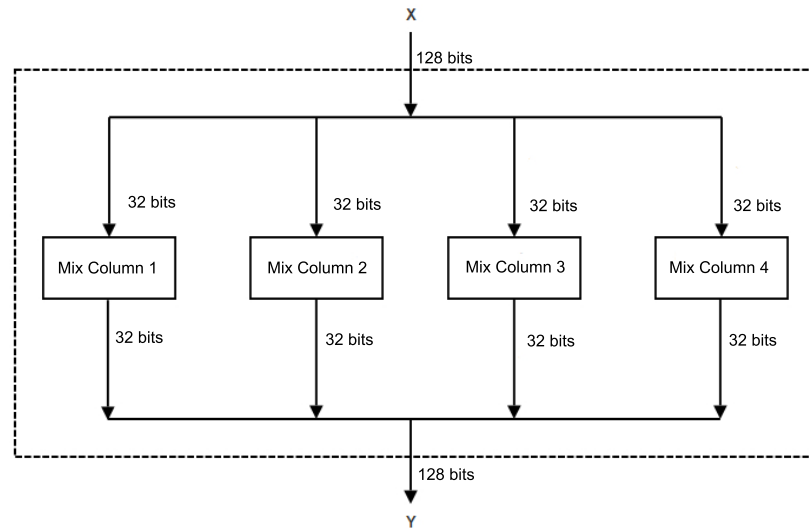 X
128 bits
32 bits
32 bits
32 bits
32 bits
Mix Column 1
Mix Column 2
Mix Column 3
Mix Column 4
32 bits
32 bits
32 bits
32 bits
128 bits
Y